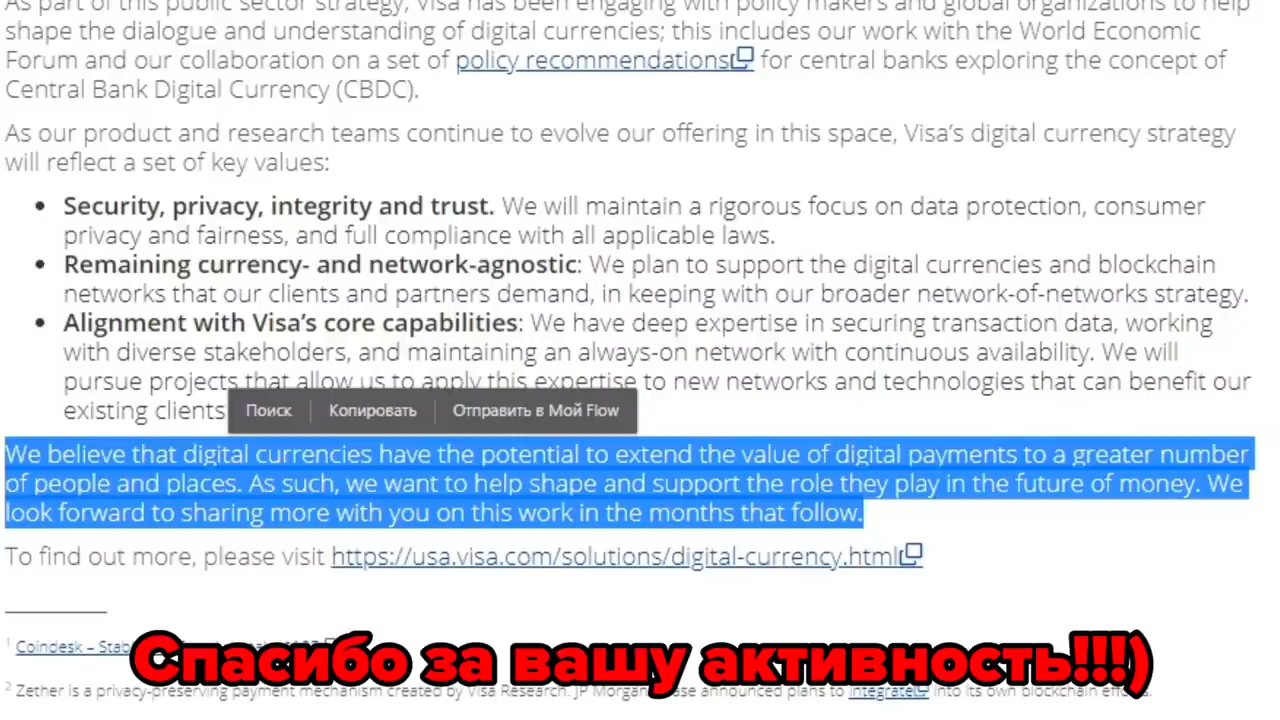 As part of this public sector strategy, Visa has been engaging with policy makers and global organizations to help
shape the dialogue and understanding of digital currencies; this includes our work with the World Economic
Forum and our collaboration on a set of policy recommendations for central banks exploring the concept of
Central Bank Digital Currency (CBDC).
As our product and research teams continue to evolve our offering in this space, Visa's digital currency strategy
will reflect a set of key values:
• Security, privacy, integrity and trust. We will maintain a rigorous focus on data protection, consumer
privacy and fairness, and full compliance with all applicable laws.
• Remaining currency- and network-agnostic: We plan to support the digital currencies and blockchain
networks that our clients and partners demand, in keeping with our broader network-of-networks strategy.
• Alignment with Visa's core capabilities: We have deep expertise in securing transaction data, working
with diverse stakeholders, and maintaining an always-on network with continuous availability. We will
pursue projects that allow us to apply this expertise to new networks and technologies that can benefit our
existing clients
Поиск Копировать Отправить в Мой Flow
We believe that digital currencies have the potential to extend the value of digital payments to a greater number
of people and places. As such, we want to help shape and support the role they play in the future of money. We
look forward to sharing more with you on this work in the months that follow.
To find out more, please visit https://usa.visa.com/solutions/digital-currency.html
1 Coindesk –
Спасибо за вашу активность!!!)
2 Zether is a privacy-preserving payment mechanism created by Visa Research. JP Morgan announced plans to integrate into its own blockchain